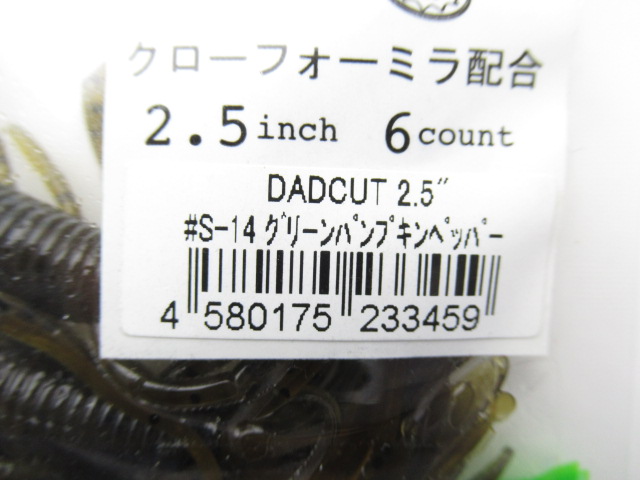 クローフォーミラ配合
2.5inch 6count
DADCUT 2.5″
#S-14 ｸﾞﾘｰﾝﾊﾟﾝﾌﾟｷﾝﾍﾟｯﾊﾟｰ
4 580175 233459